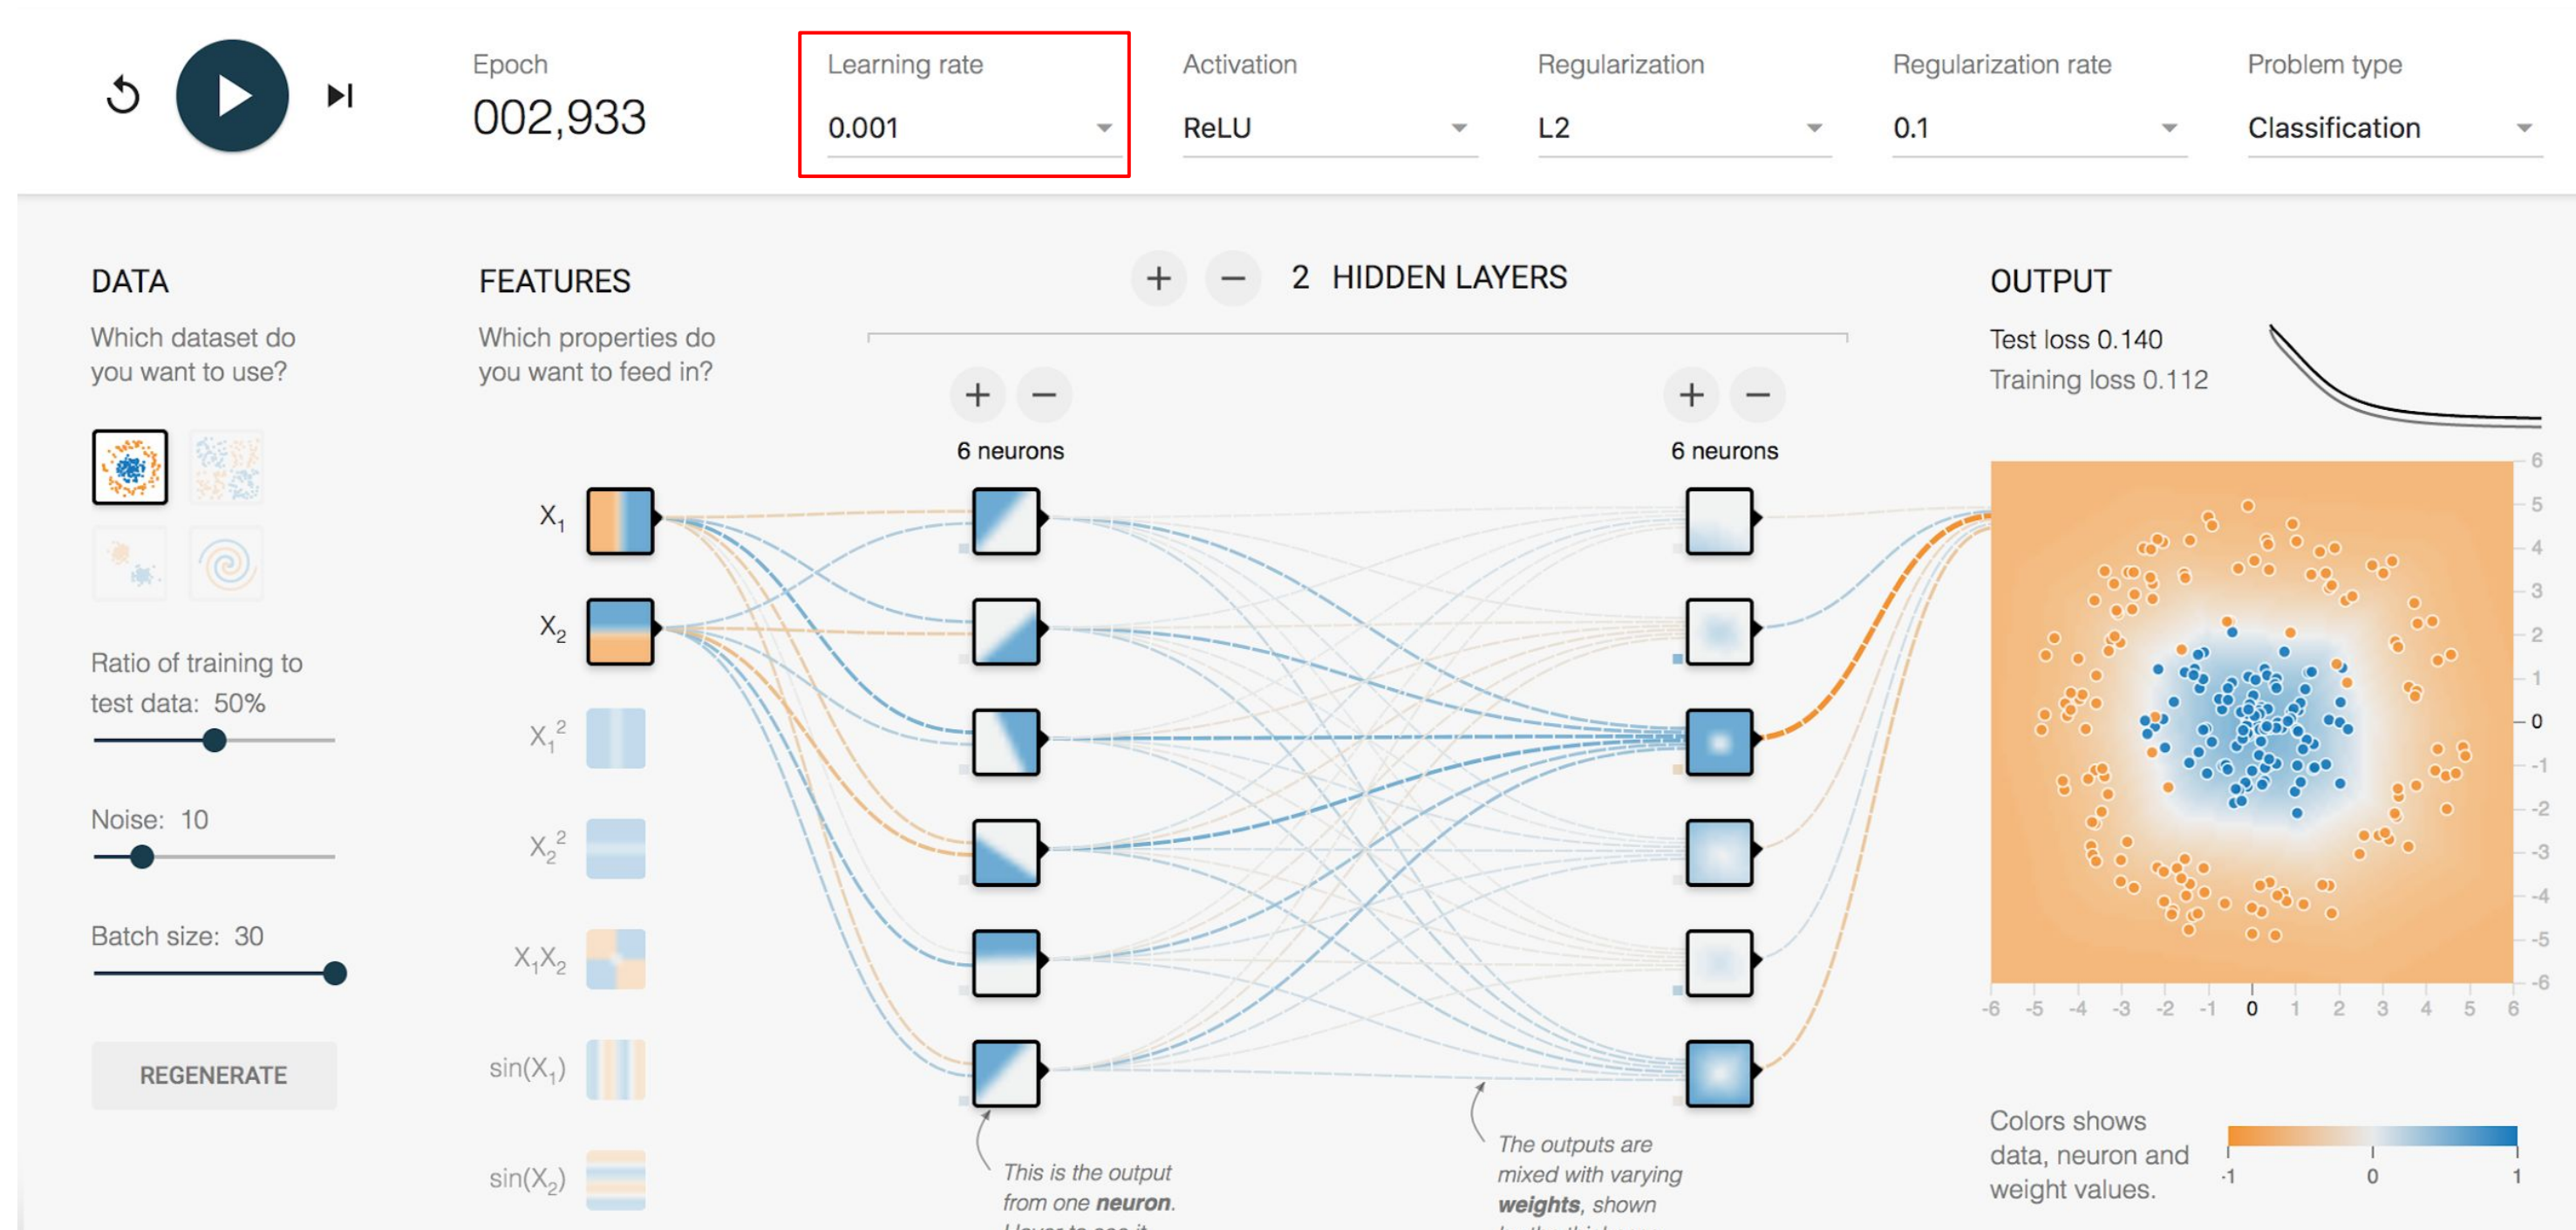 Epoch
002,933
Learning rate
0.001
Activation
ReLU
Regularization
L2
Regularization rate
0.1
Problem type
Classification
DATA
Which dataset do
you want to use?
Ratio of training to
test data: 50%
Noise: 10
Batch size: 30
REGENERATE
FEATURES
Which properties do
you want to feed in?
X1
X2
X1²
X2²
X1X2
sin(X1)
sin(X2)
2 HIDDEN LAYERS
6 neurons
6 neurons
This is the output
from one neuron.
Hover to see it
The outputs are
mixed with varying
weights, shown
OUTPUT
Test loss 0.140
Training loss 0.112
6
5
4
3
2
1
0
-1
-2
-3
-4
-5
-6
-6 -5 -4 -3 -2 -1 0 1 2 3 4 5 6
Colors shows
data, neuron and
weight values.
-1 0 1